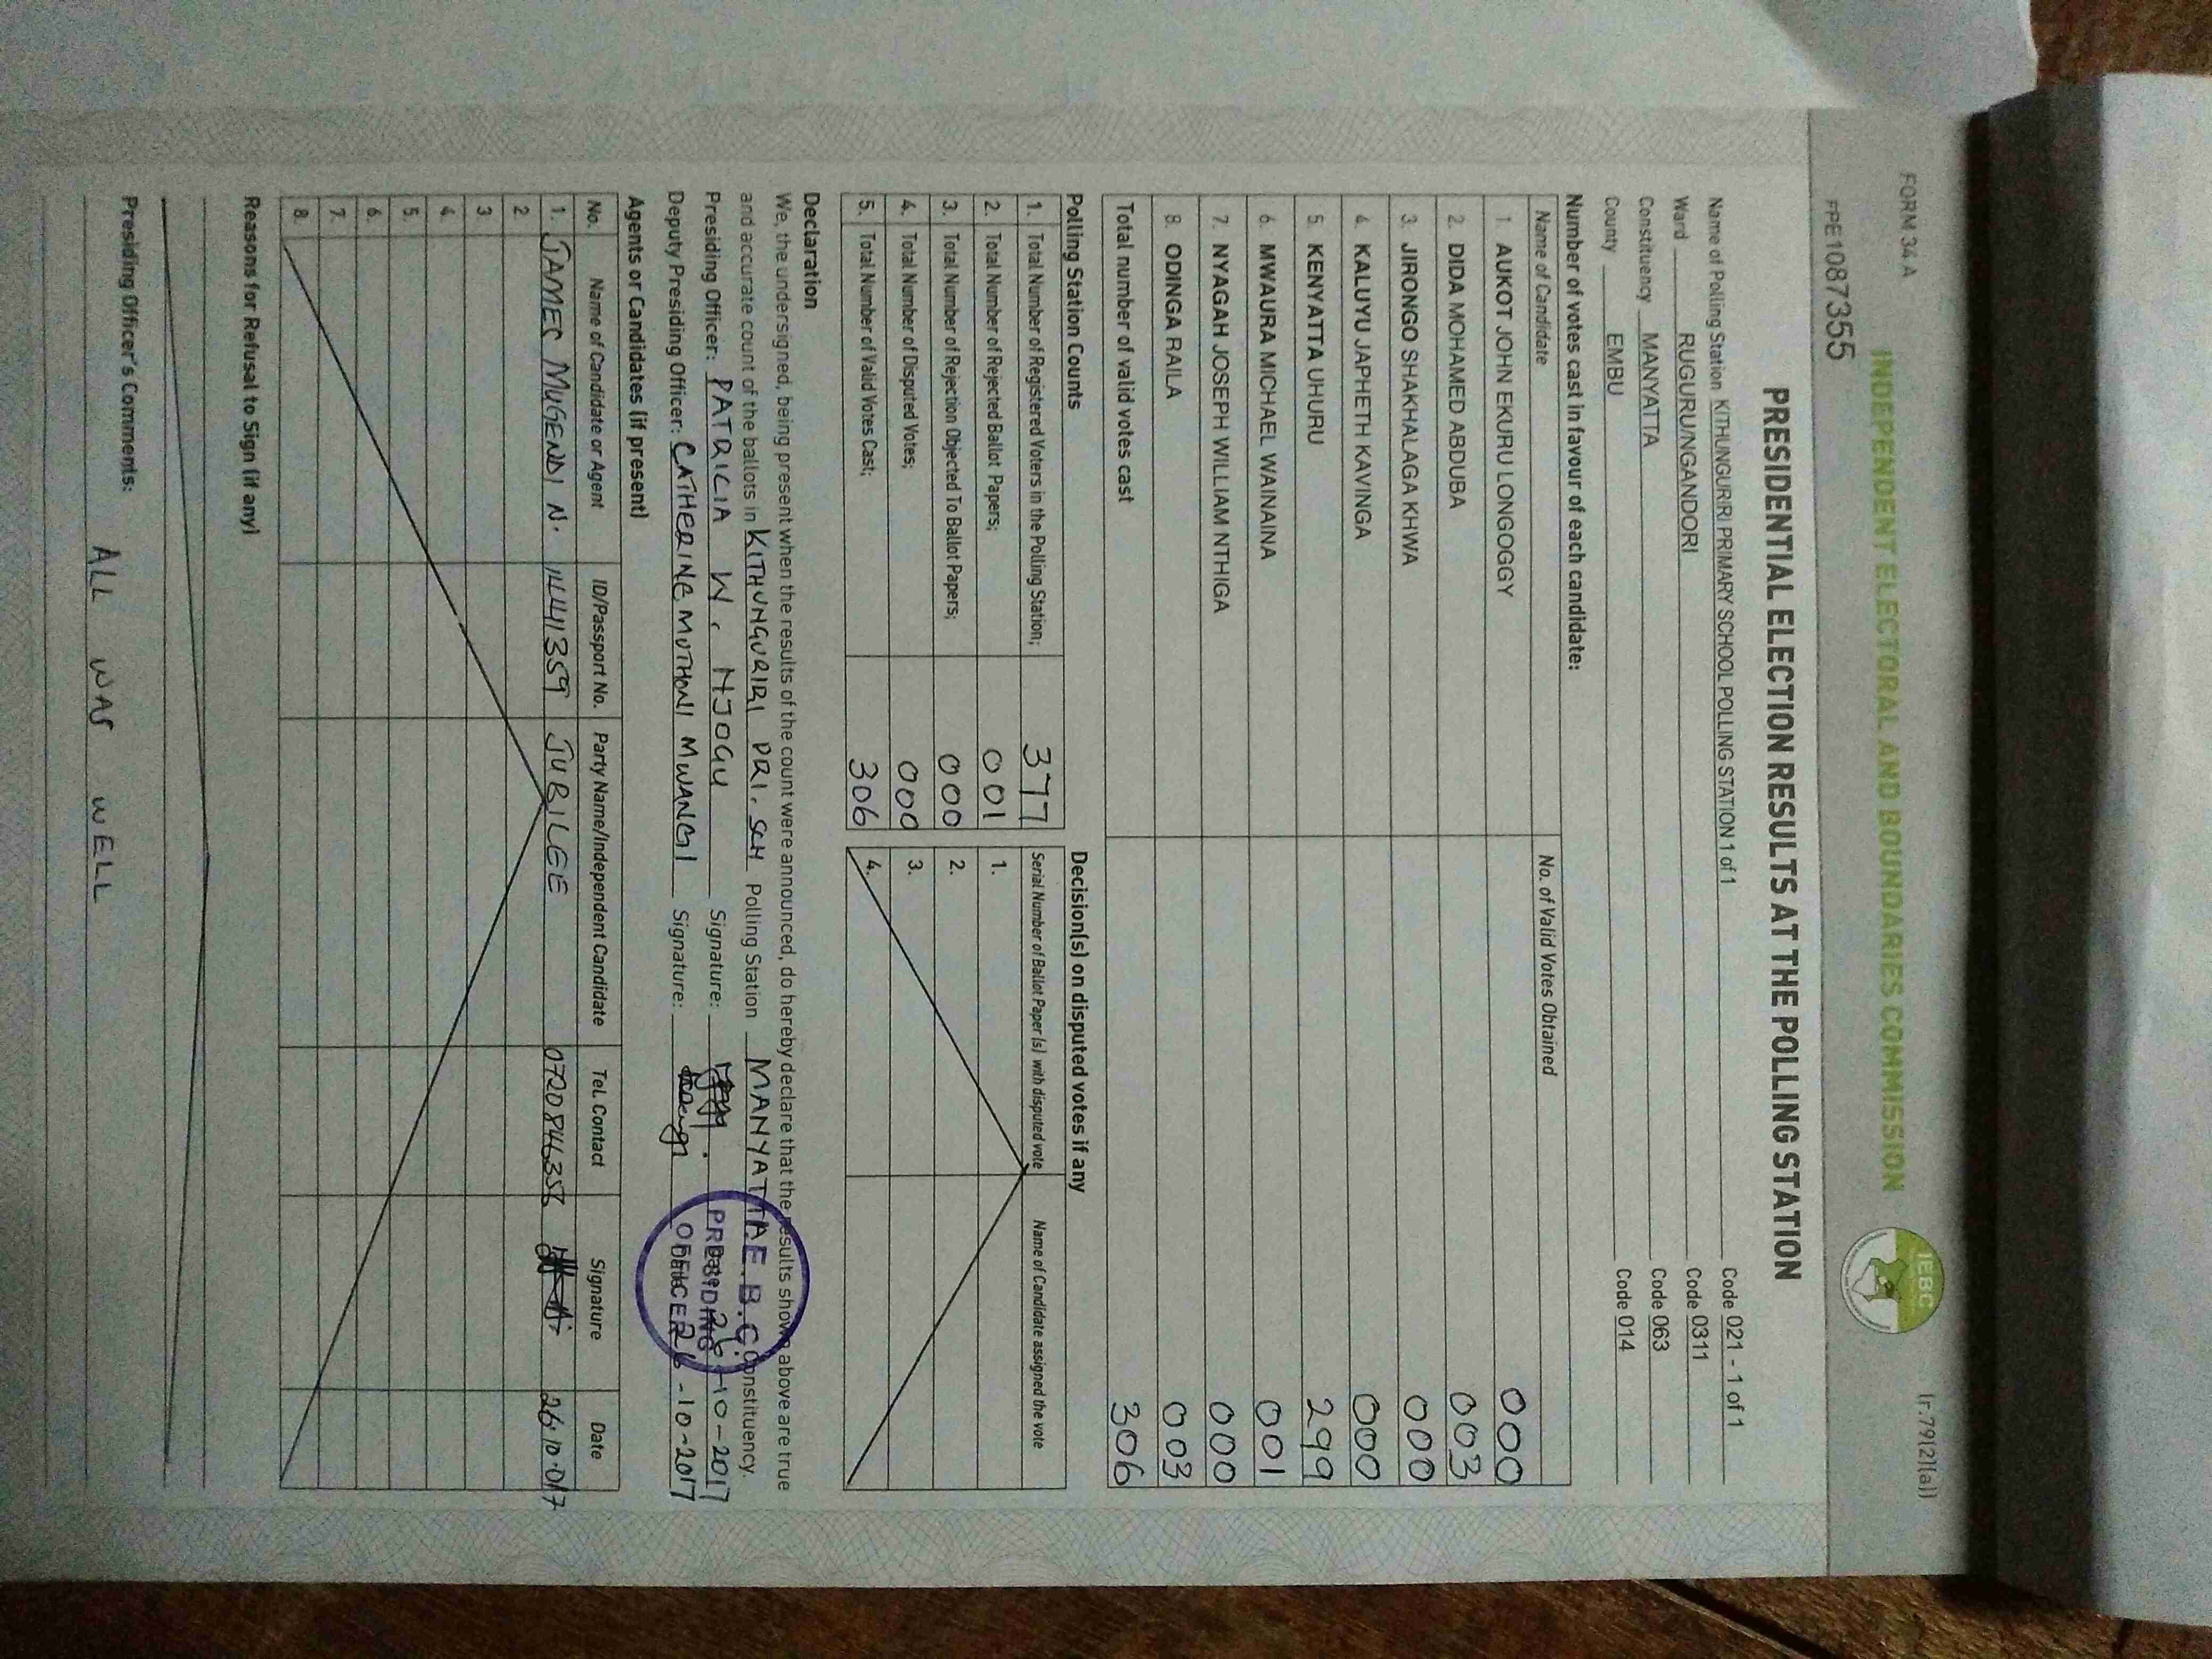 FORM 34 A
(r.79(2)(a))
INDEPENDENT ELECTORAL AND BOUNDARIES COMMISSION
IEBC
FPE1087355
PRESIDENTIAL ELECTION RESULTS AT THE POLLING STATION
Name of Polling Station KITHUNGURIRI PRIMARY SCHOOL POLLING STATION 1 of 1 Code 021 - 1 of 1
Ward RUGURU/NGANDORI Code 0311
Constituency MANYATTA Code 063
County EMBU Code 014
Number of votes cast in favour of each candidate:
Name of Candidate No. of Valid Votes Obtained
1. AUKOT JOHN EKURU LONGOGGY 000
2. DIDA MOHAMED ABDUBA 003
3. JIRONGO SHAKHALAGA KHWA 000
4. KALUYU JAPHETH KAVINGA 000
5. KENYATTA UHURU 299
6. MWAURA MICHAEL WAINAINA 001
7. NYAGAH JOSEPH WILLIAM NTHIGA 000
8. ODINGA RAILA 003
Total number of valid votes cast 306
Polling Station Counts
1. Total Number of Registered Voters in the Polling Station; 377
2. Total Number of Rejected Ballot Papers; 001
3. Total Number of Rejection Objected To Ballot Papers; 000
4. Total Number of Disputed Votes; 000
5. Total Number of Valid Votes Cast; 306
Decision(s) on disputed votes if any
Serial Number of Ballot Paper (s) with disputed vote Name of Candidate assigned the vote
1.
2.
3.
4.
Declaration
We, the undersigned, being present when the results of the count were announced, do hereby declare that the results shown above are true
and accurate count of the ballots in KITHUNGURIRI PRI. SCH Polling Station MANYATTA Constituency.
Presiding Officer: PATRICIA W. NJOGU Signature: Date: 26-10-2017
Deputy Presiding Officer: CATHERINE MUTHONI MWANGI Signature: Date 26-10-2017
PRESIDING
OFFICER
Agents or Candidates (if present)
No. Name of Candidate or Agent ID/Passport No. Party Name/Independent Candidate Tel. Contact Signature Date
1. JAMES MUGENDI N. 11441359 JUBILEE 26.10.017
2
3
4.
5.
6.
7.
8.
Reasons for Refusal to Sign (if any)
Presiding Officer's Comments: ALL WAS WELL